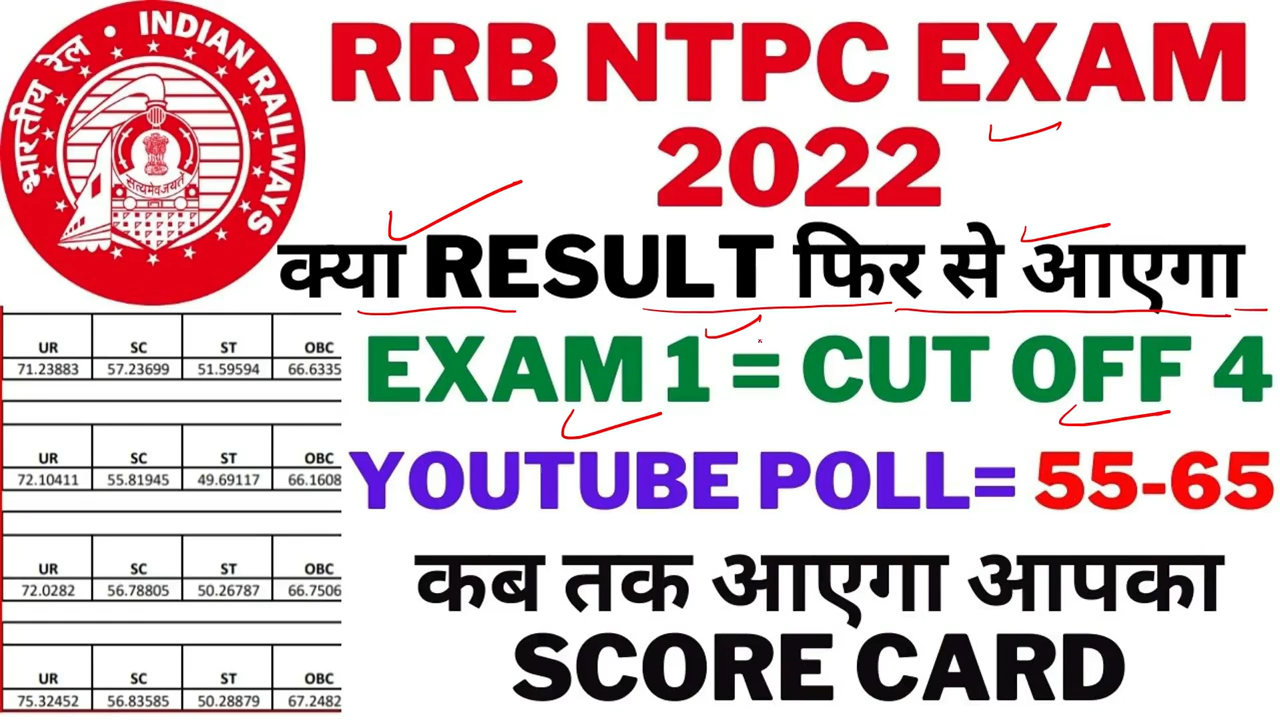 INDIAN RAILWAYS
भारतीय रेल
सत्यमेव जयते
RRB NTPC EXAM
2022
क्या RESULT फिर से आएगा
EXAM 1 = CUT OFF 4
YOUTUBE POLL= 55-65
कब तक आएगा आपका
SCORE CARD
UR SC ST OBC
71.23883 57.23699 51.59594 66.6335
UR SC ST OBC
72.10411 55.81945 49.69117 66.1608
UR SC ST OBC
72.0282 56.78805 50.26787 66.7506
UR SC ST OBC
75.32452 56.83585 50.28879 67.2482